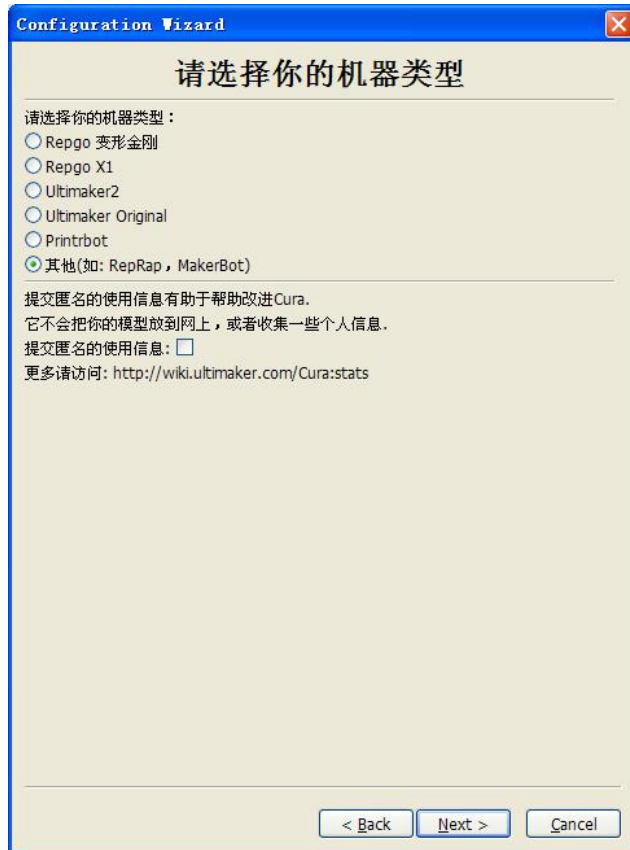 Configuration Wizard
请选择你的机器类型
请选择你的机器类型：
Repgo 变形金刚
Repgo X1
Ultimaker2
Ultimaker Original
Printrbot
其他(如: RepRap，MakerBot)
提交匿名的使用信息有助于帮助改进Cura.
它不会把你的模型放到网上，或者收集一些个人信息.
提交匿名的使用信息:
更多请访问: http://wiki.ultimaker.com/Cura:stats
< Back Next > Cancel